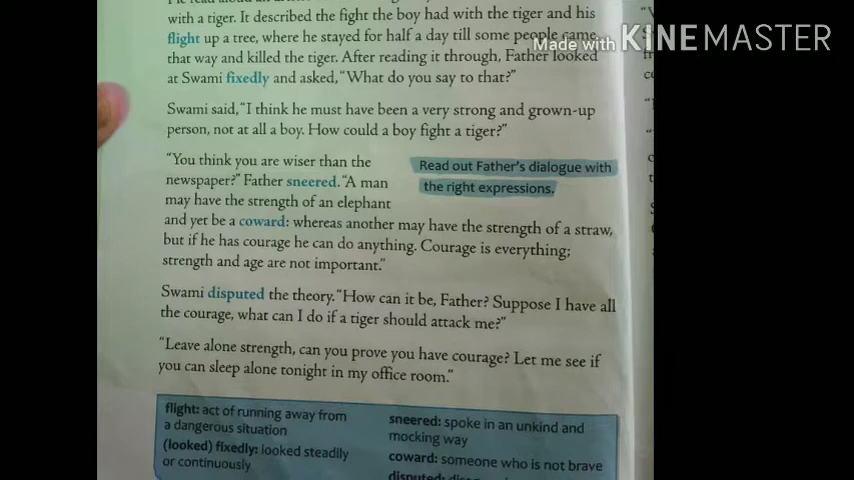 with a tiger. It described the fight the boy had with the tiger and his
flight up a tree, where he stayed for half a day till some people came
Made with KINEMASTER
that way and killed the tiger. After reading it through, Father looked
at Swami fixedly and asked, "What do you say to that?"
Swami said, "I think he must have been a very strong and grown-up
person, not at all a boy. How could a boy fight a tiger?"
"You think you are wiser than the
newspaper?" Father sneered. "A man
may have the strength of an elephant
Read out Father's dialogue with
the right expressions.
and yet be a coward: whereas another may have the strength of a straw,
but if he has courage he can do anything. Courage is everything;
strength and age are not important."
Swami disputed the theory. "How can it be, Father? Suppose I have all
the courage, what can I do if a tiger should attack me?"
"Leave alone strength, can you prove you have courage? Let me see if
you can sleep alone tonight in my office room."
flight: act of running away from
a dangerous situation
(looked) fixedly: looked steadily
or continuously
sneered: spoke in an unkind and
mocking way
coward: someone who is not brave
disputed: